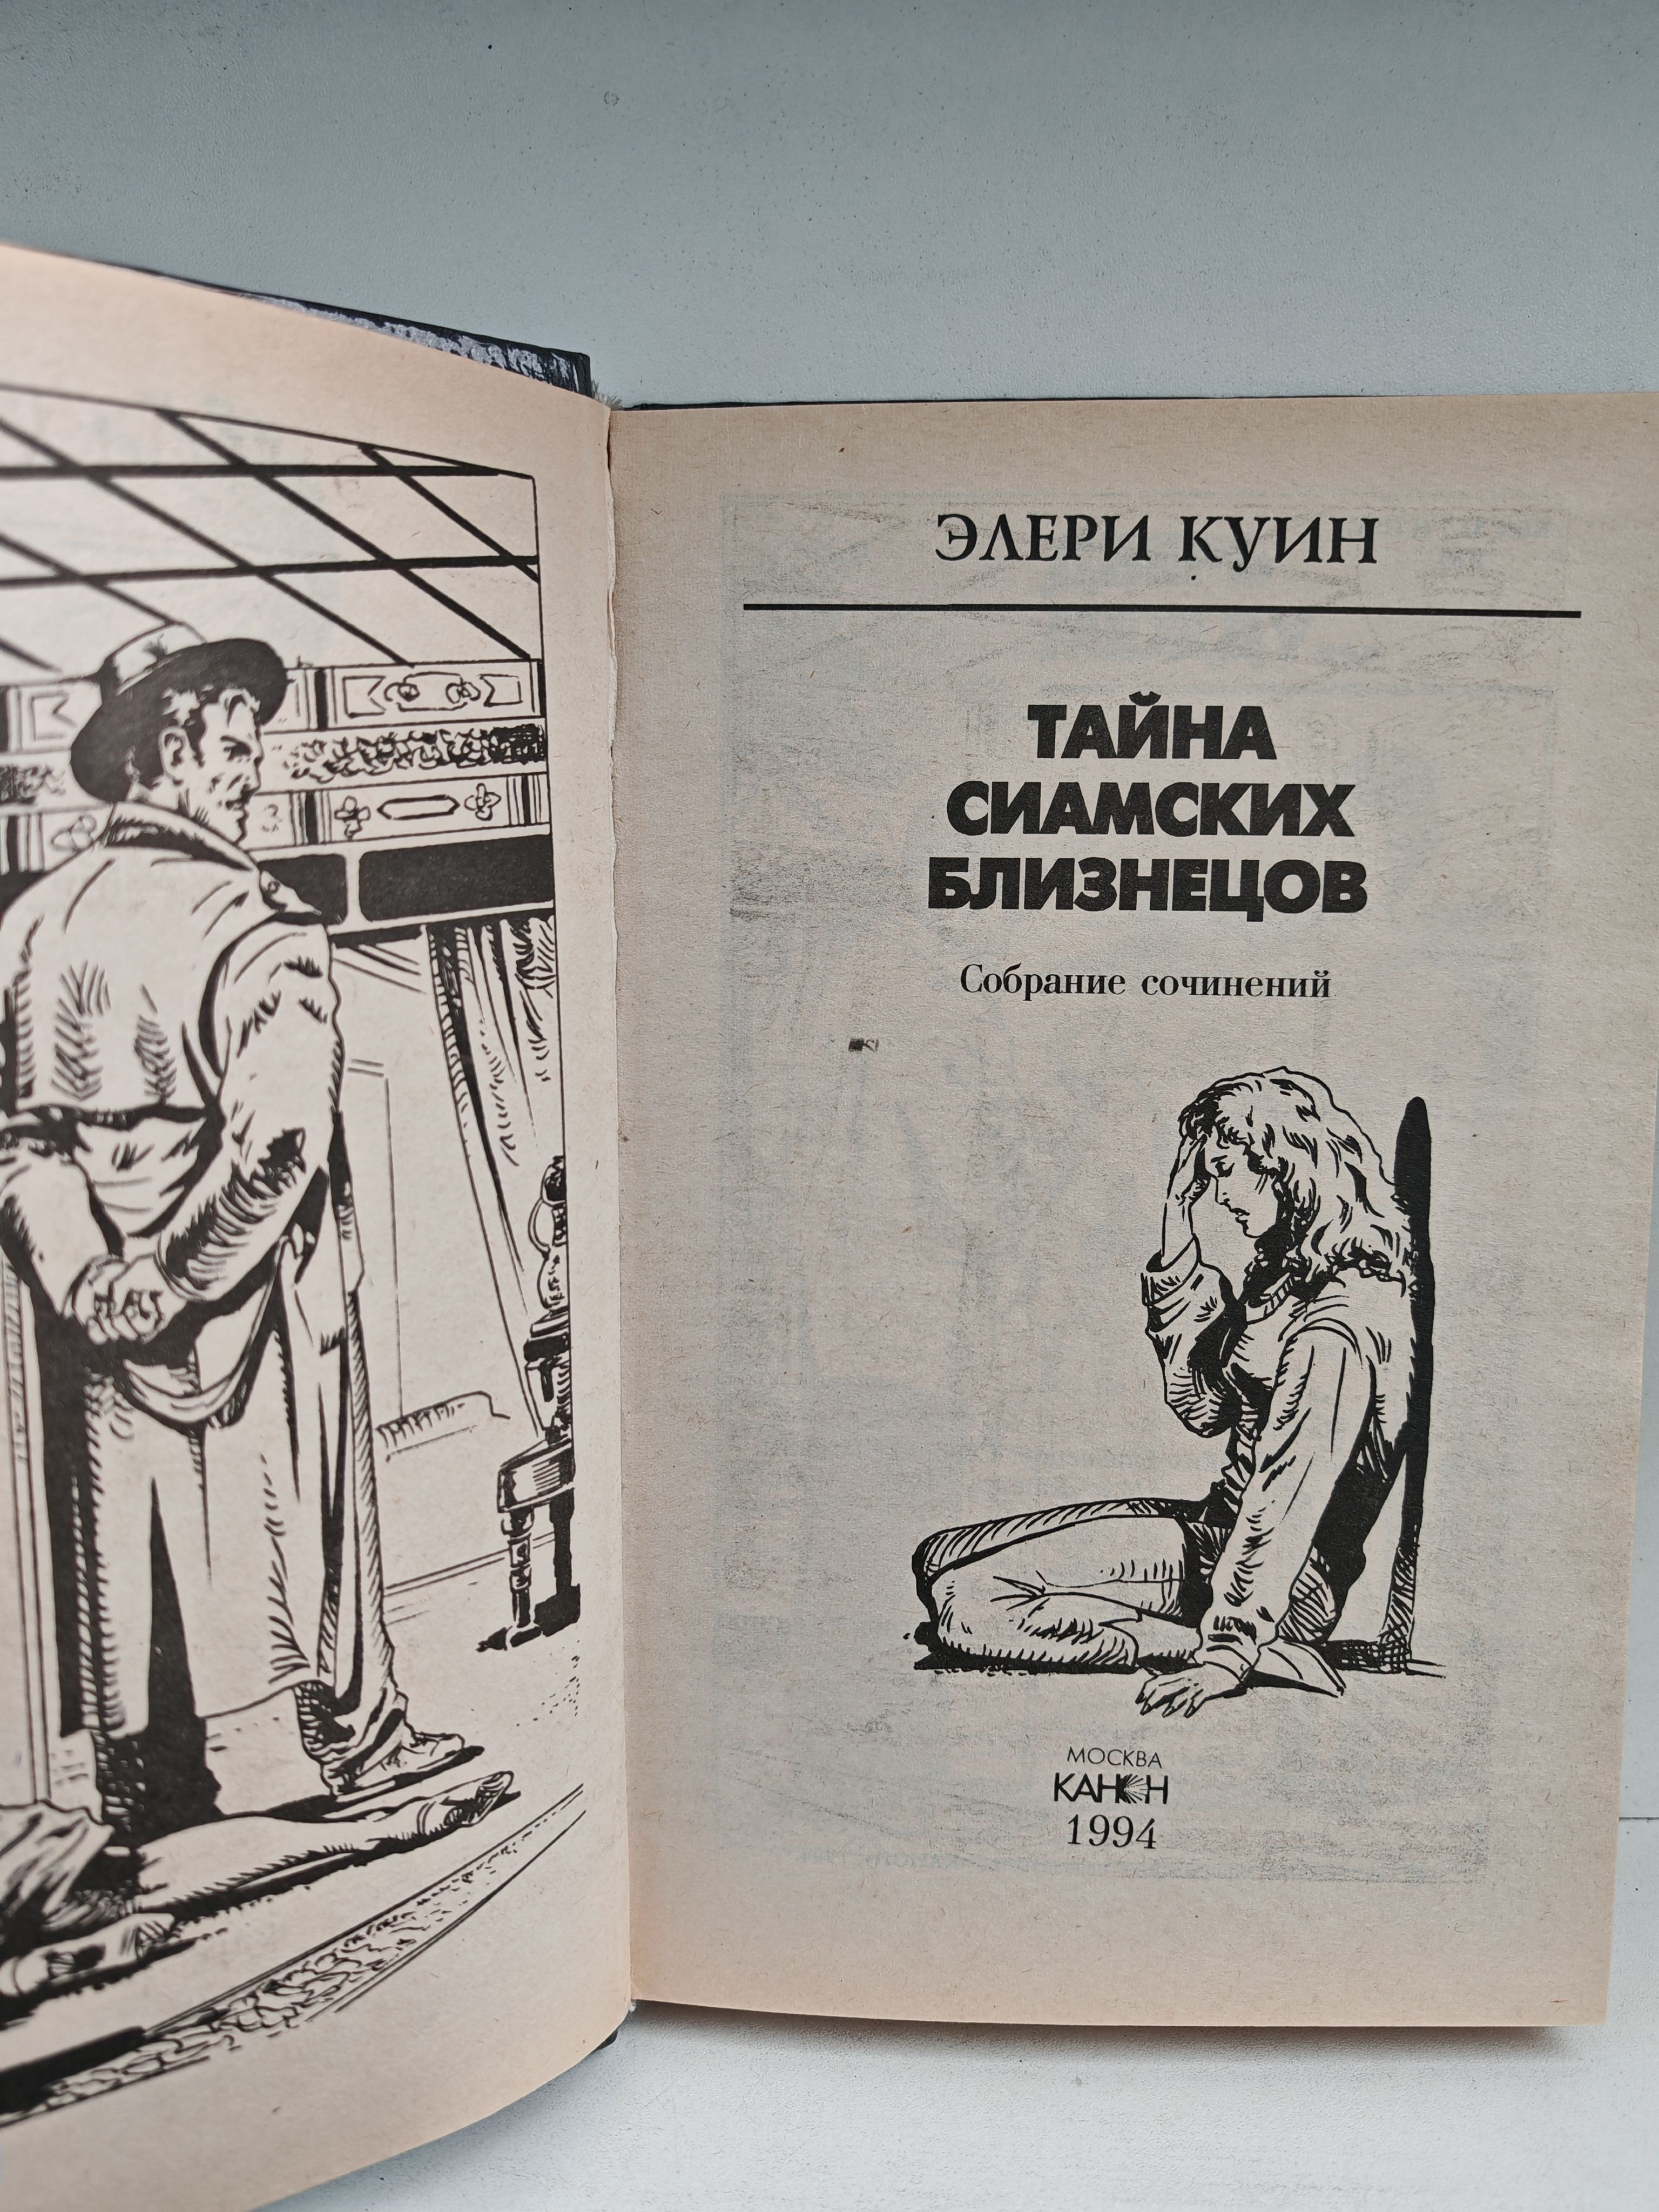 ЭЛЕРИ КУИН
ТАЙНА
СИАМСКИХ
БЛИЗНЕЦОВ
Собрание сочинений
МОСКВА
КАНОН
1994